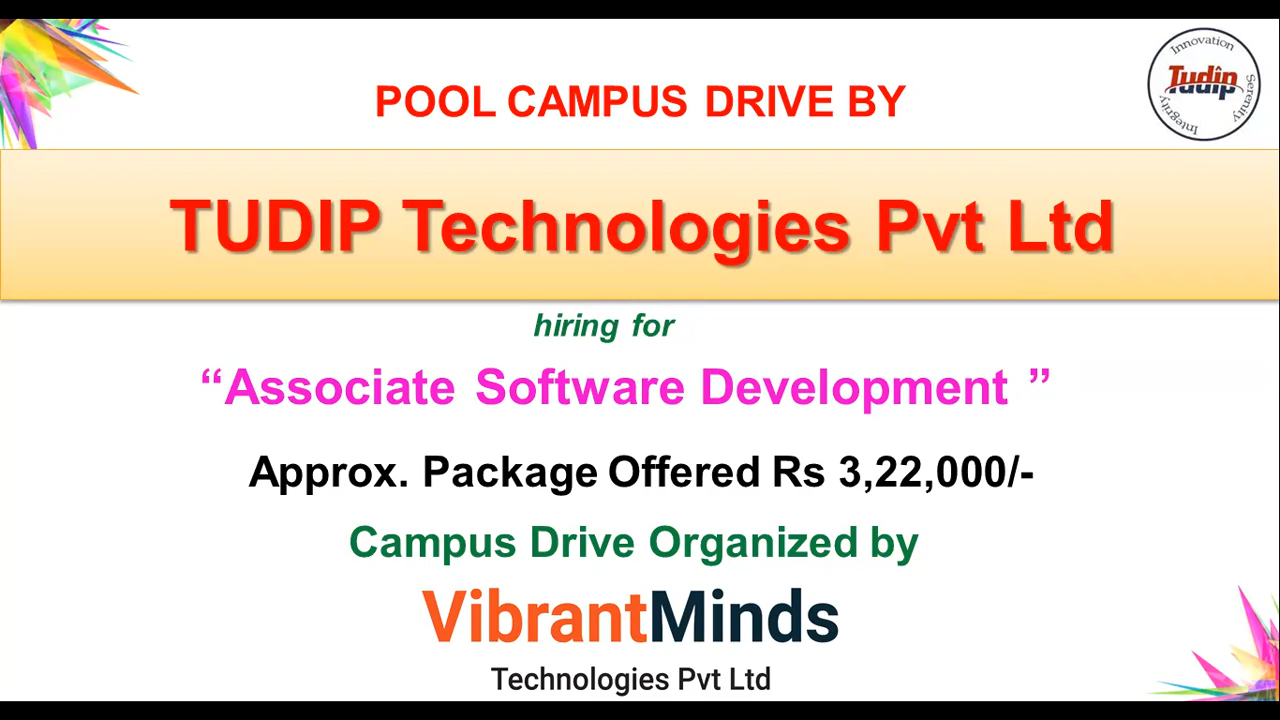 POOL CAMPUS DRIVE BY
Innovation
Tudip
Serenity
Integrity
TUDIP Technologies Pvt Ltd
hiring for
“Associate Software Development ”
Approx. Package Offered Rs 3,22,000/-
Campus Drive Organized by
VibrantMinds
Technologies Pvt Ltd